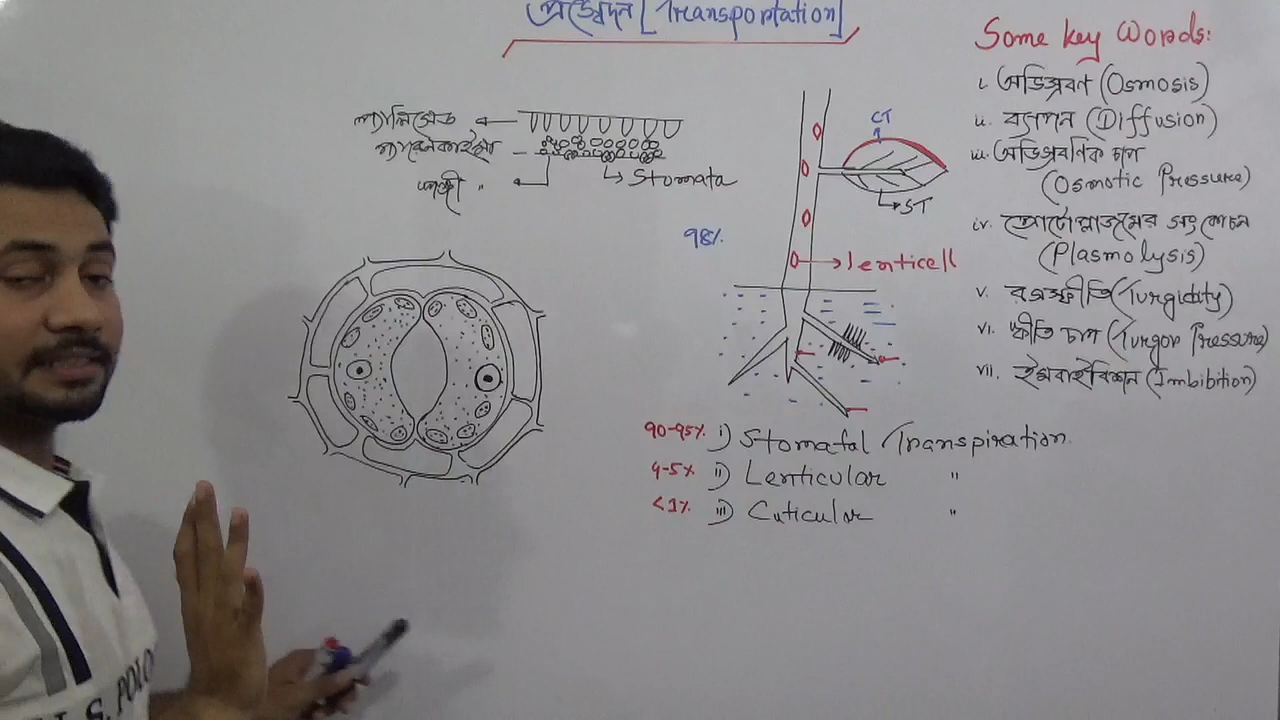 প্রস্বেদন [Transportation]
Some key Words:
i. অভিস্রবণ (Osmosis)
ii. ব্যাপন (Diffusion)
iii. অভিস্রবণিক চাপ
(Osmotic Pressure)
iv. প্রোটোপ্লাজমের সংকোচন
(Plasmolysis)
v. রসস্ফীতি (Turgidity)
vi. স্ফীতি চাপ (Turgor Pressure)
vii. ইমবাইবিশন (Imbibition)
Stomata
CT
ST
98%
lenticell
90-95% i) Stomatal Transpiration
4-5% ii) Lenticular "
<1% iii) Cuticular "